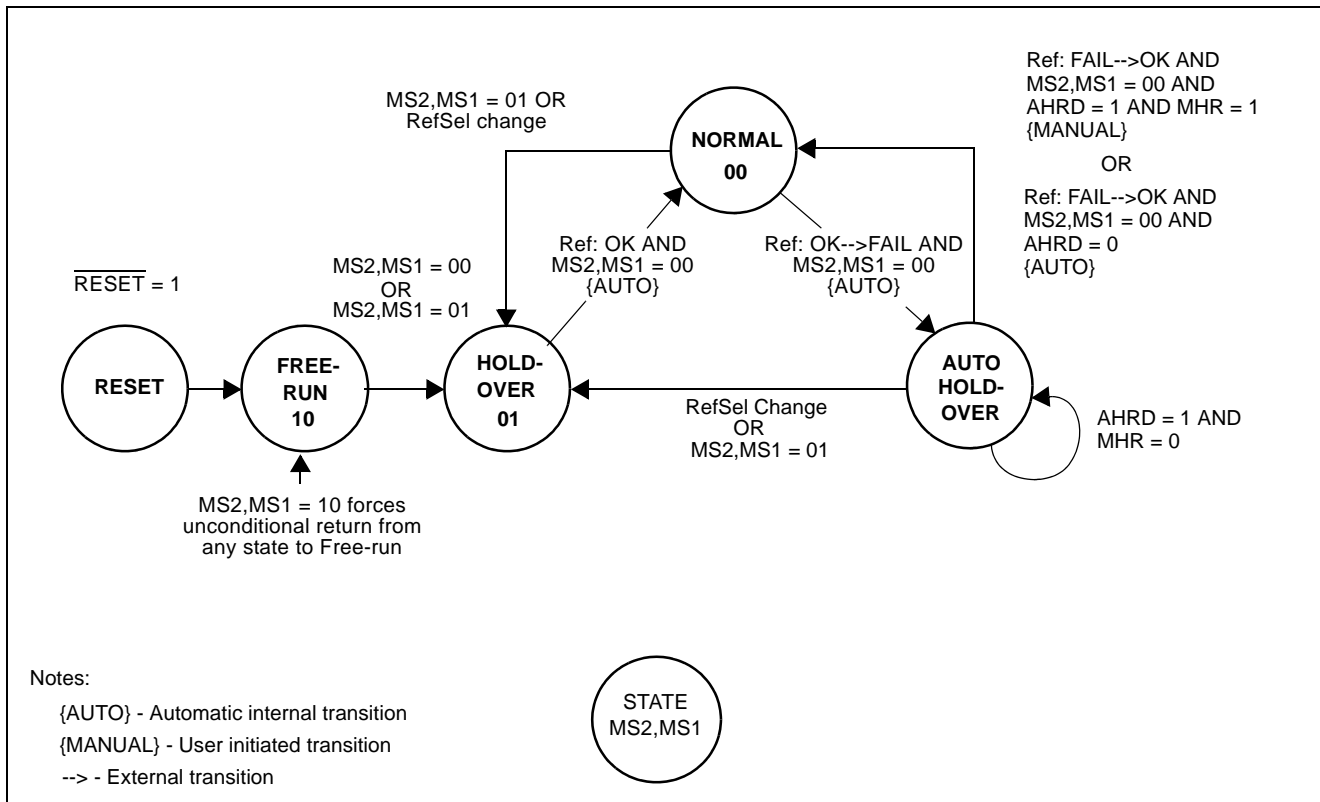 Ref: FAIL-->OK AND
MS2,MS1 = 00 AND
AHRD = 1 AND MHR = 1
{MANUAL}
OR
Ref: FAIL-->OK AND
MS2,MS1 = 00 AND
AHRD = 0
{AUTO}
MS2,MS1 = 01 OR
RefSel change
NORMAL
00
Ref: OK AND
MS2,MS1 = 00
{AUTO}
Ref: OK-->FAIL AND
MS2,MS1 = 00
{AUTO}
RESET = 1
MS2,MS1 = 00
OR
MS2,MS1 = 01
RESET
FREE-
RUN
10
HOLD-
OVER
01
AUTO
HOLD-
OVER
RefSel Change
OR
MS2,MS1 = 01
AHRD = 1 AND
MHR = 0
MS2,MS1 = 10 forces
unconditional return from
any state to Free-run
Notes:
{AUTO} - Automatic internal transition
{MANUAL} - User initiated transition
--> - External transition
STATE
MS2,MS1